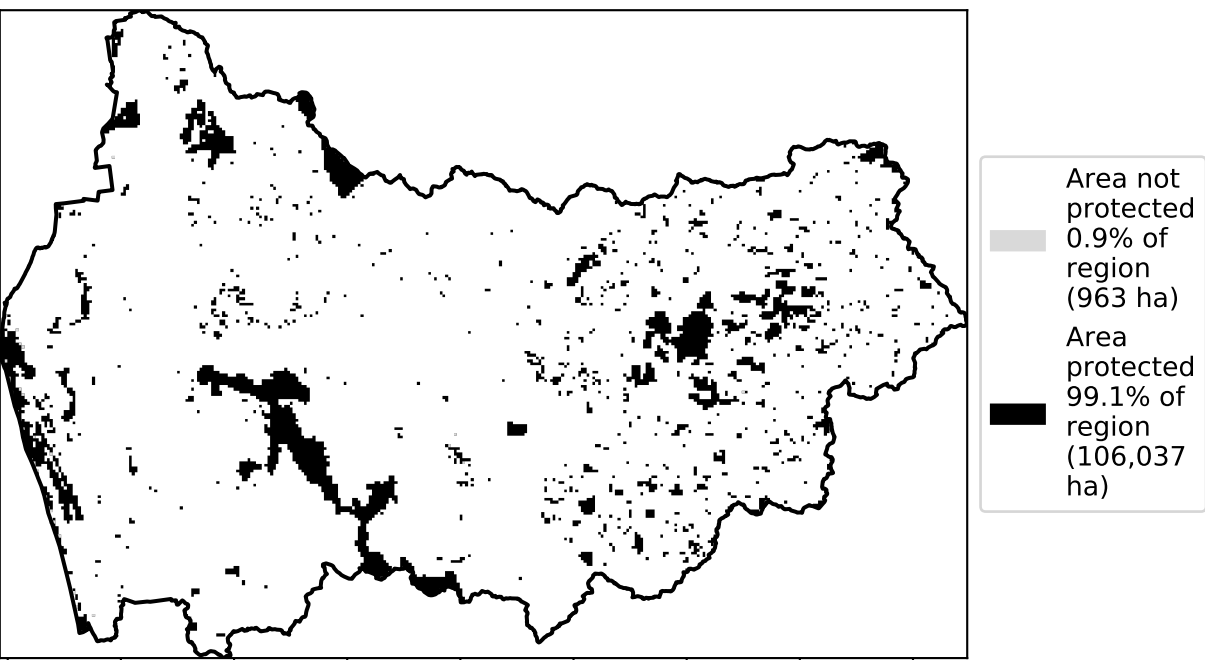 Area not
protected
0.9% of
region
(963 ha)
Area
protected
99.1% of
region
(106,037
ha)